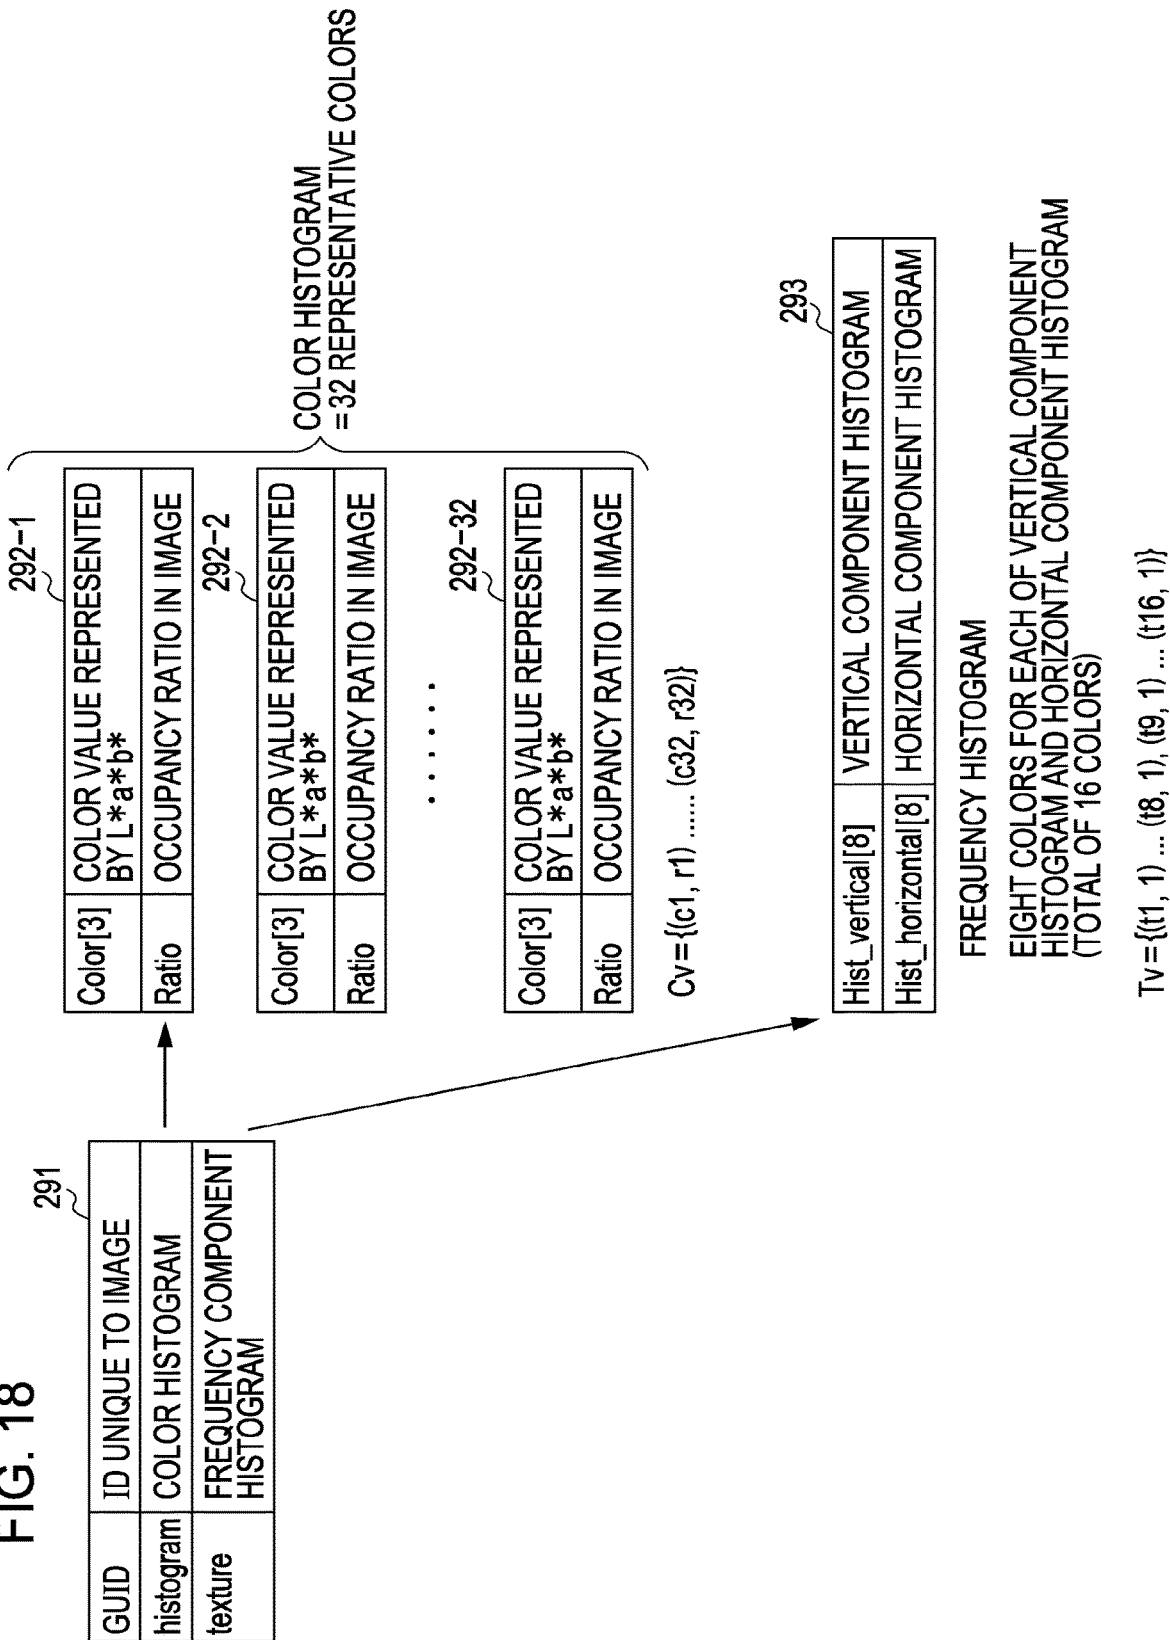 FIG. 18
291
GUID ID UNIQUE TO IMAGE
histogram COLOR HISTOGRAM
texture FREQUENCY COMPONENT
HISTOGRAM
292-1
Color[3] COLOR VALUE REPRESENTED
BY L*a*b*
Ratio OCCUPANCY RATIO IN IMAGE
292-2
Color[3] COLOR VALUE REPRESENTED
BY L*a*b*
Ratio OCCUPANCY RATIO IN IMAGE
......
292-32
Color[3] COLOR VALUE REPRESENTED
BY L*a*b*
Ratio OCCUPANCY RATIO IN IMAGE
COLOR HISTOGRAM
=32 REPRESENTATIVE COLORS
Cv={(c1, r1) ...... (c32, r32)}
293
Hist_vertical[8] VERTICAL COMPONENT HISTOGRAM
Hist_horizontal[8] HORIZONTAL COMPONENT HISTOGRAM
FREQUENCY HISTOGRAM
EIGHT COLORS FOR EACH OF VERTICAL COMPONENT
HISTOGRAM AND HORIZONTAL COMPONENT HISTOGRAM
(TOTAL OF 16 COLORS)
Tv={(t1, 1) ... (t8, 1), (t9, 1) ... (t16, 1)}